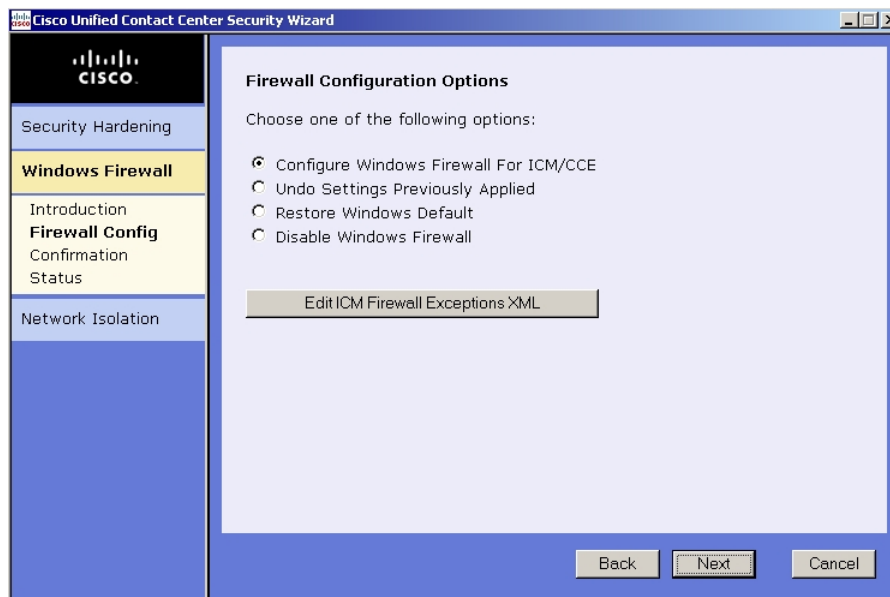 Cisco Unified Contact Center Security Wizard
CISCO
Security Hardening
Windows Firewall
Introduction
Firewall Config
Confirmation
Status
Network Isolation
Firewall Configuration Options
Choose one of the following options:
Configure Windows Firewall For ICM/CCE
Undo Settings Previously Applied
Restore Windows Default
Disable Windows Firewall
Edit ICM Firewall Exceptions XML
Back Next Cancel